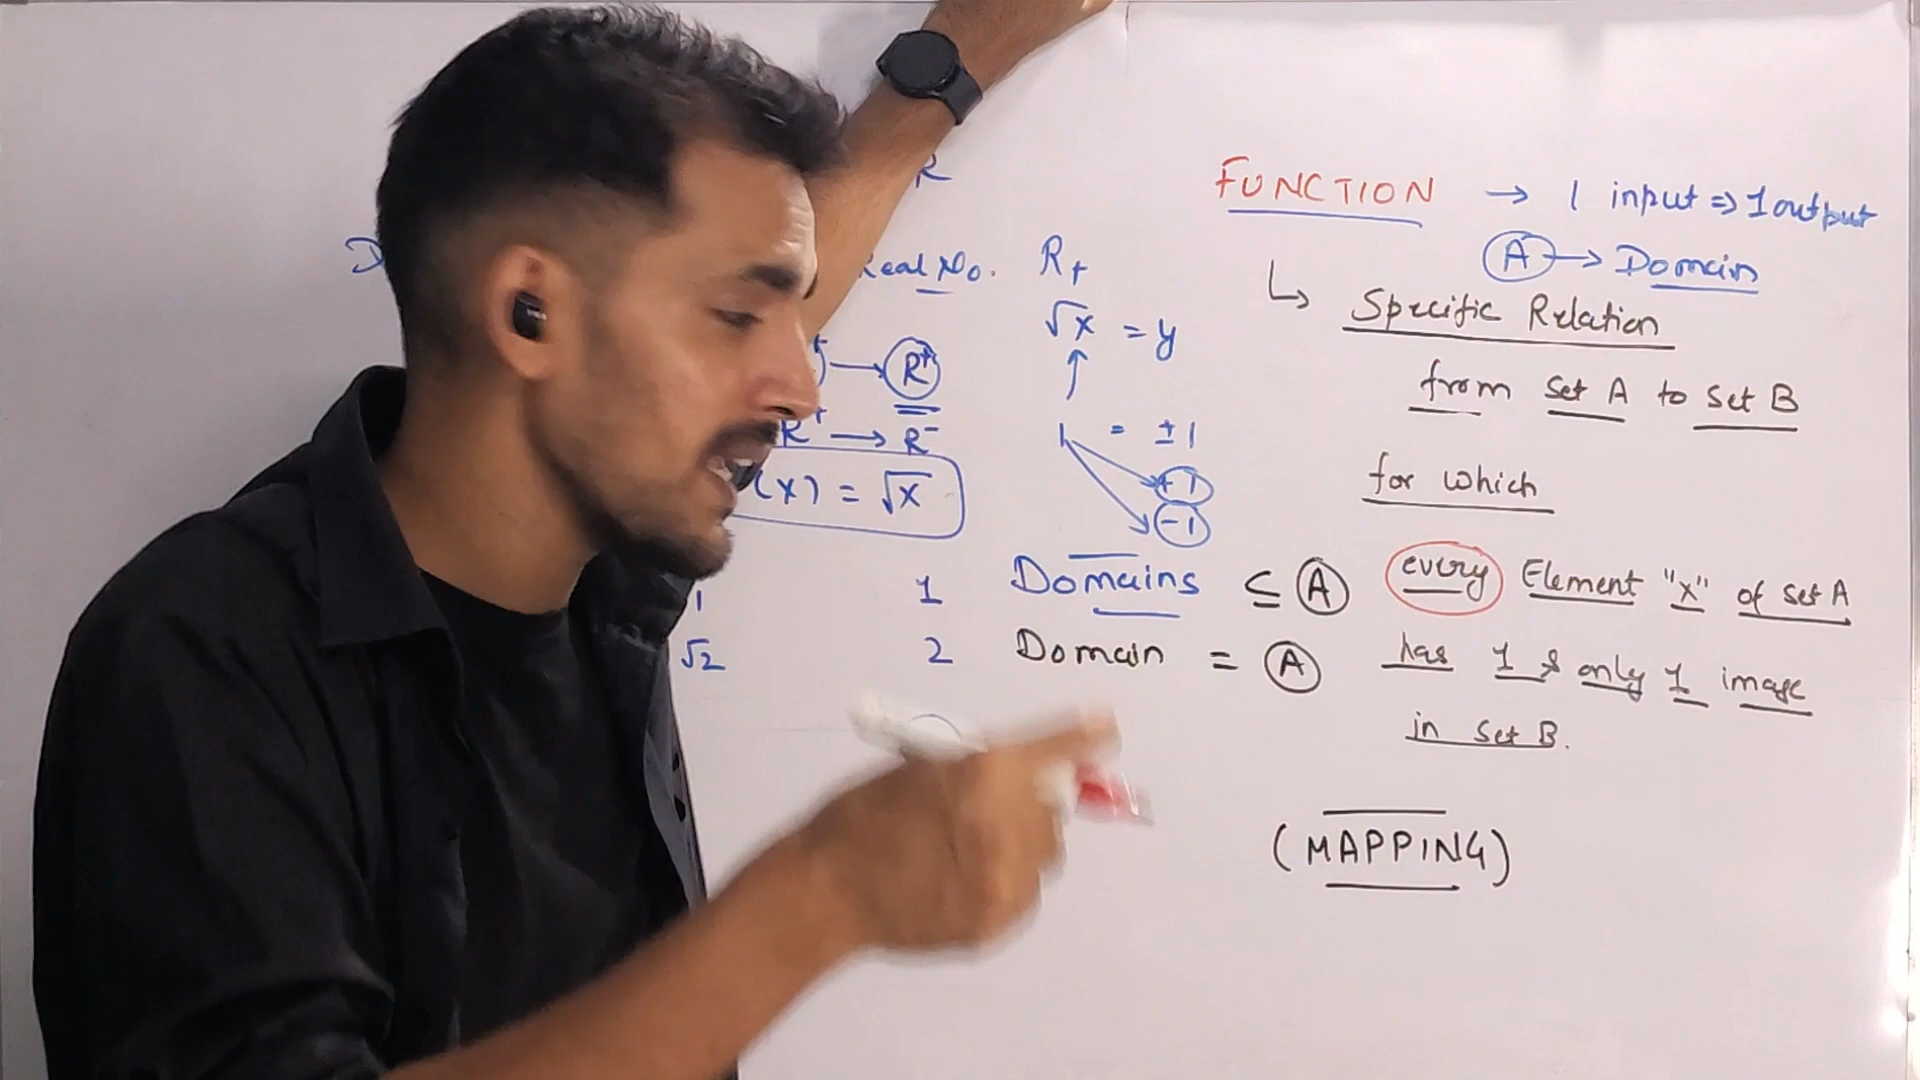 R
Real No. R+
√x = y
→ R+
R+ → R-
(x) = √x
1 = ±1
+1
-1
1 1
√2 2
Domains ⊆ A
Domain = A
FUNCTION → 1 input => 1 output
A → Domain
↳ Specific Relation
from Set A to Set B
for which
every Element "x" of Set A
has 1 & only 1 image
in Set B.
(MAPPING)